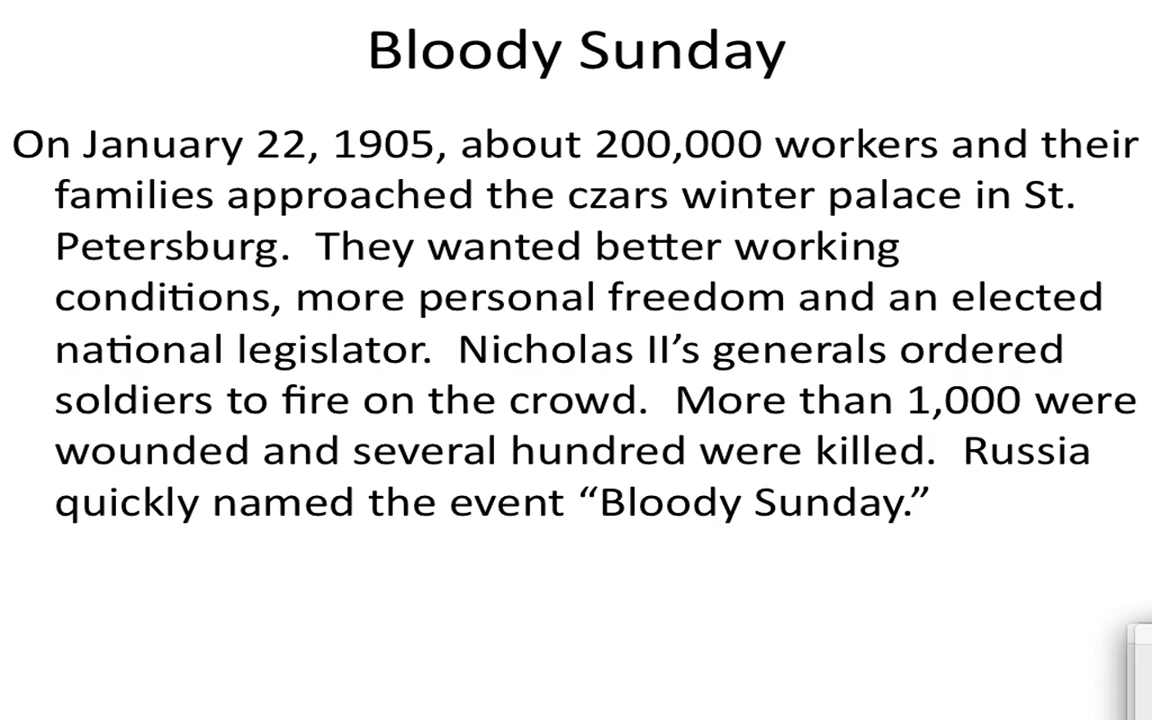 Bloody Sunday
On January 22, 1905, about 200,000 workers and their
families approached the czars winter palace in St.
Petersburg.  They wanted better working
conditions, more personal freedom and an elected
national legislator.  Nicholas II’s generals ordered
soldiers to fire on the crowd.  More than 1,000 were
wounded and several hundred were killed.  Russia
quickly named the event “Bloody Sunday.”